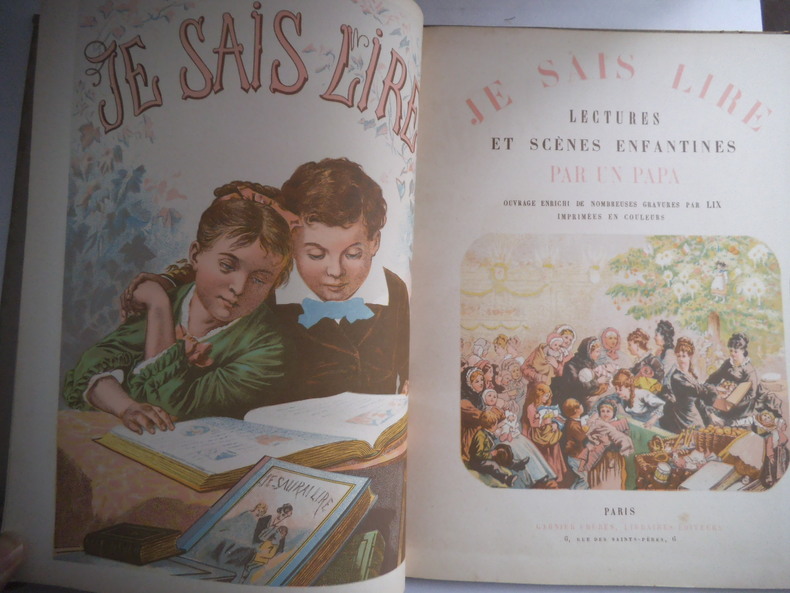 JE SAIS LIRE
JE SAURAI LIRE
JE SAIS LIRE
LECTURES
ET SCÈNES ENFANTINES
PAR UN PAPA
OUVRAGE ENRICHI DE NOMBREUSES GRAVURES PAR LIX
IMPRIMÉES EN COULEURS
PARIS
GARNIER FRÈRES, LIBRAIRES-ÉDITEURS
6, RUE DES SAINTS-PÈRES, 6